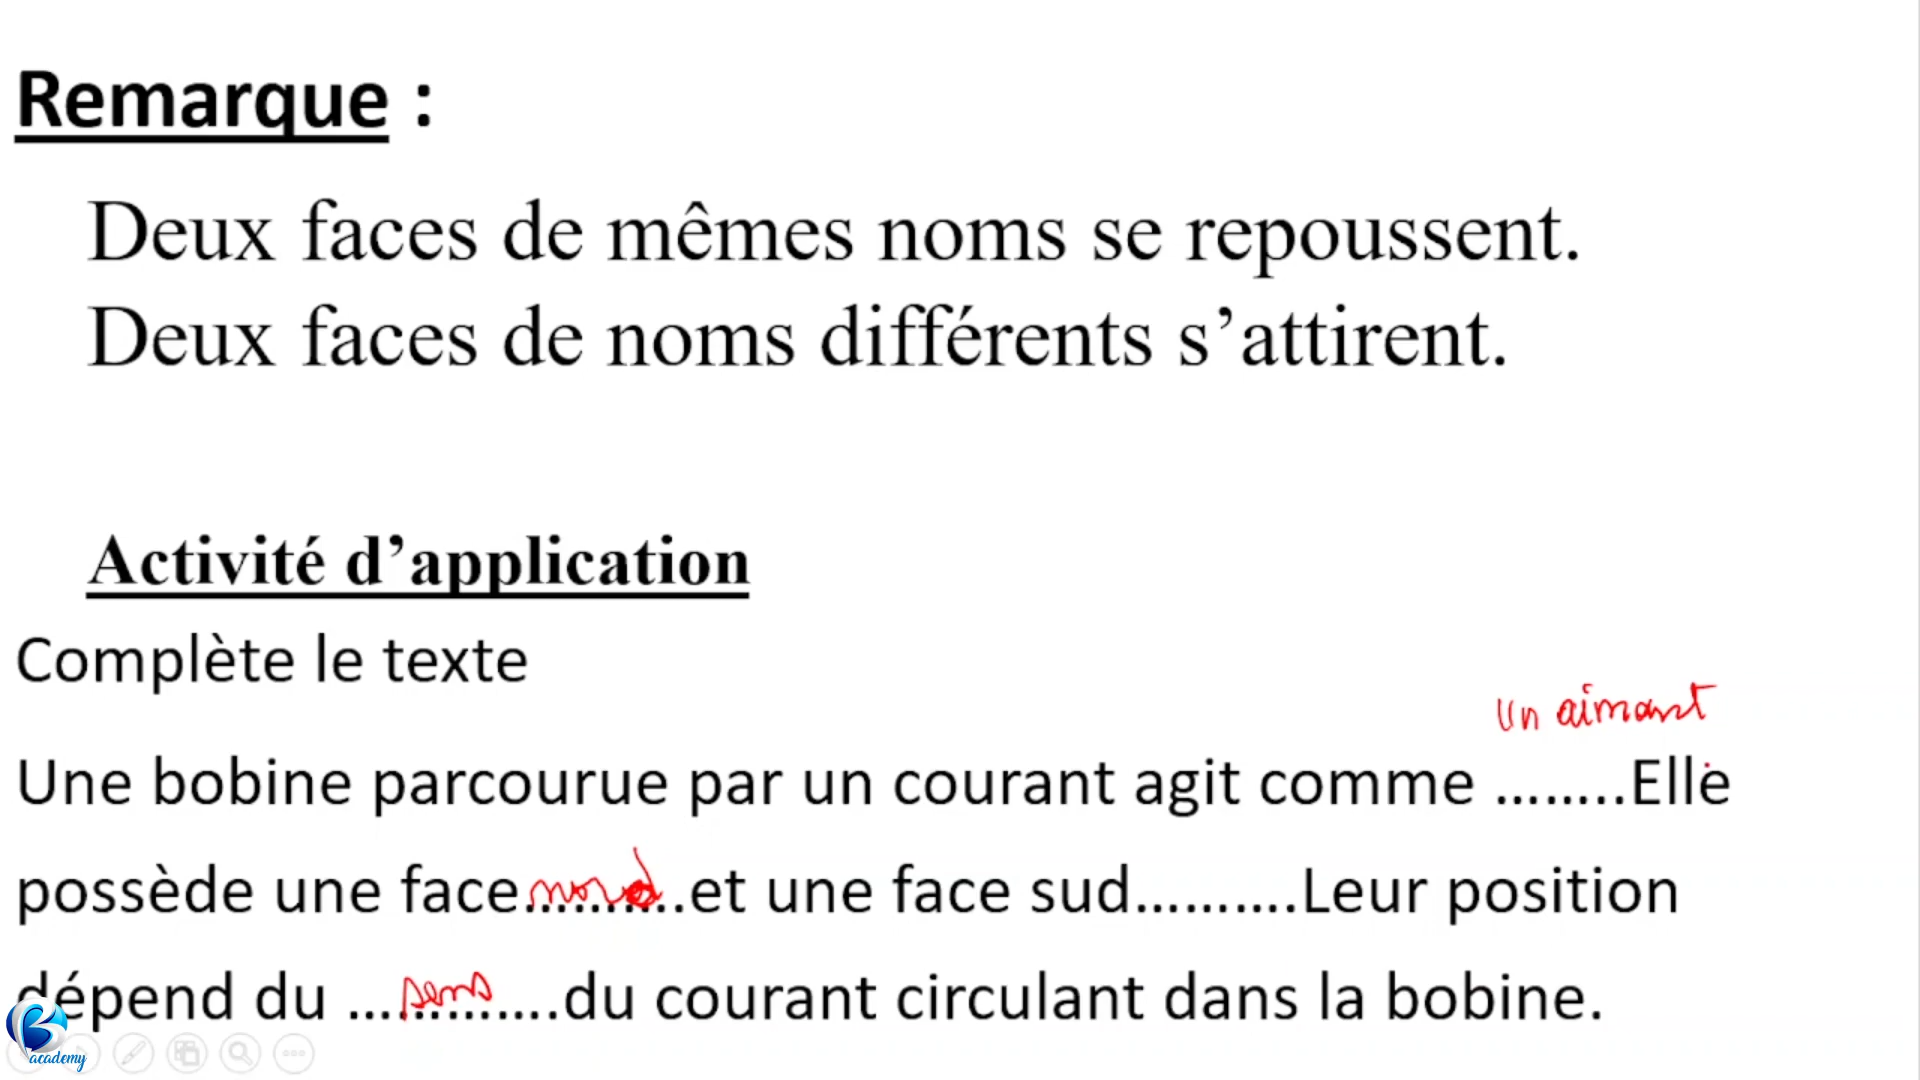 Remarque :
Deux faces de mêmes noms se repoussent.
Deux faces de noms différents s’attirent.
Activité d’application
Complète le texte
un aimant
Une bobine parcourue par un courant agit comme ........Elle
possède une face nord et une face sud..........Leur position
dépend du ... sens ....du courant circulant dans la bobine.
B academy